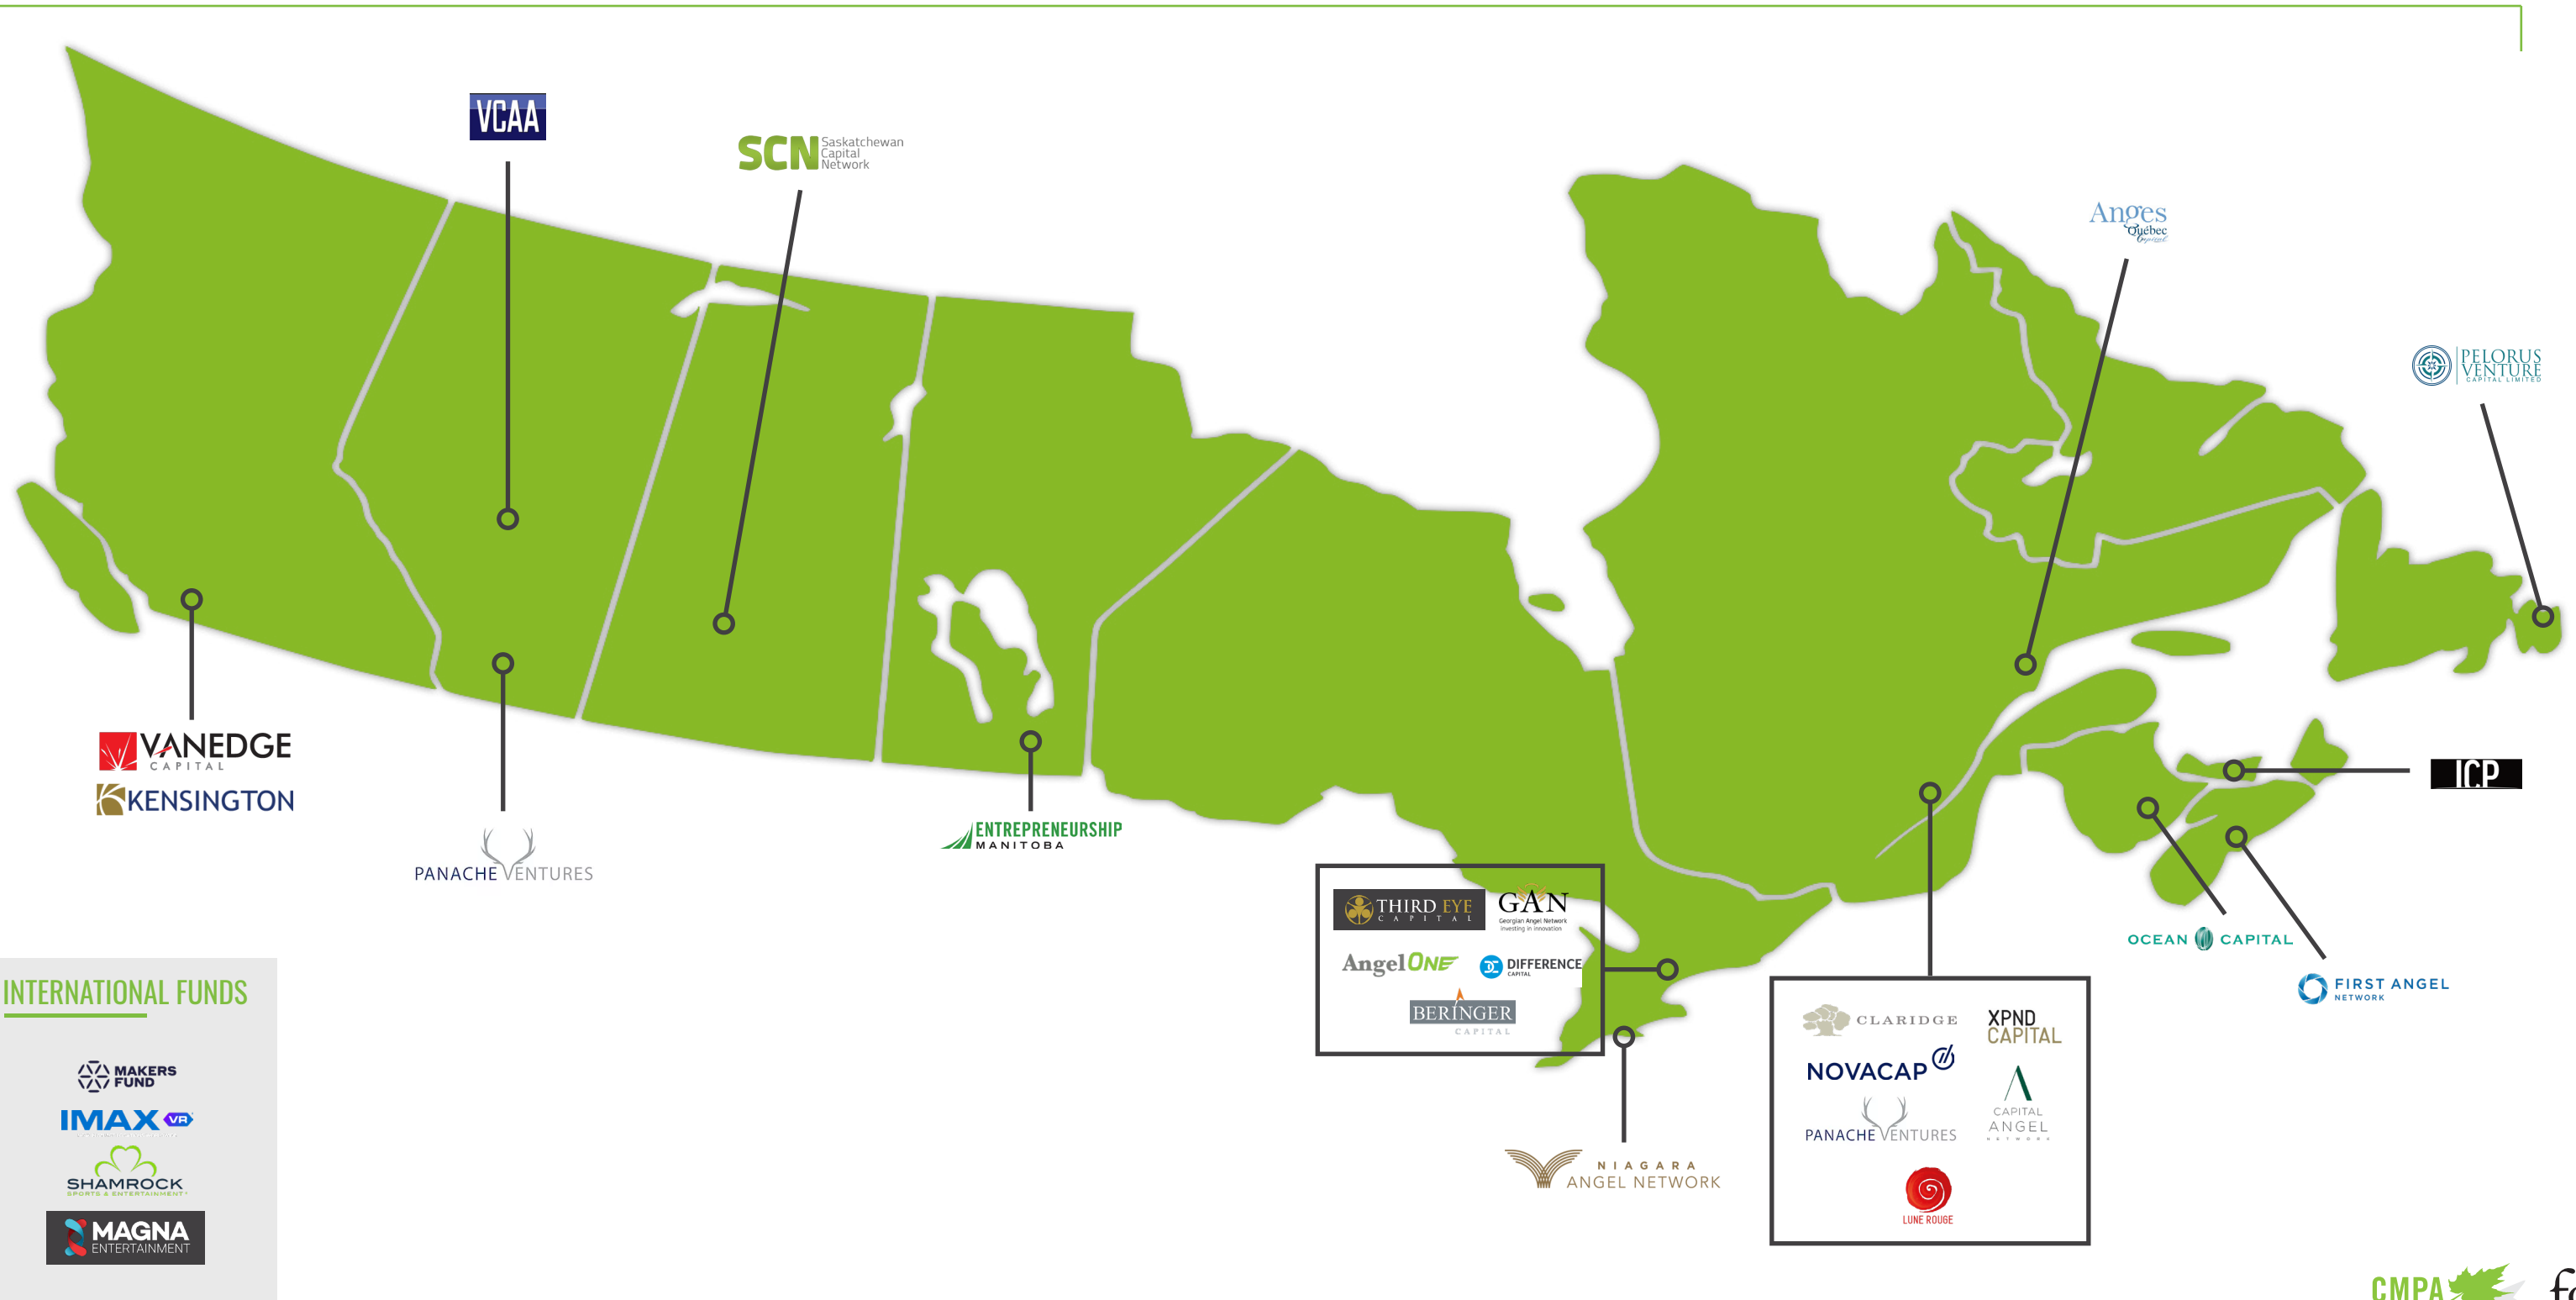 VCAA
SCN Saskatchewan
Capital
Network
Anges
Québec
PELORUS
VENTURE
CAPITAL LIMITED
VANEDGE
CAPITAL
KENSINGTON
PANACHE VENTURES
ENTREPRENEURSHIP
MANITOBA
ICP
THIRD EYE
CAPITAL
GAN
Georgian Angel Network
investing in innovation
AngelONE
DIFFERENCE
CAPITAL
BERINGER
CAPITAL
OCEAN CAPITAL
FIRST ANGEL
NETWORK
NIAGARA
ANGEL NETWORK
CLARIDGE
XPND
CAPITAL
NOVACAP
CAPITAL
ANGEL
NETWORK
PANACHE VENTURES
LUNE ROUGE
INTERNATIONAL FUNDS
MAKERS
FUND
IMAX VR
SHAMROCK
SPORTS & ENTERTAINMENT
MAGNA
ENTERTAINMENT
CMPA